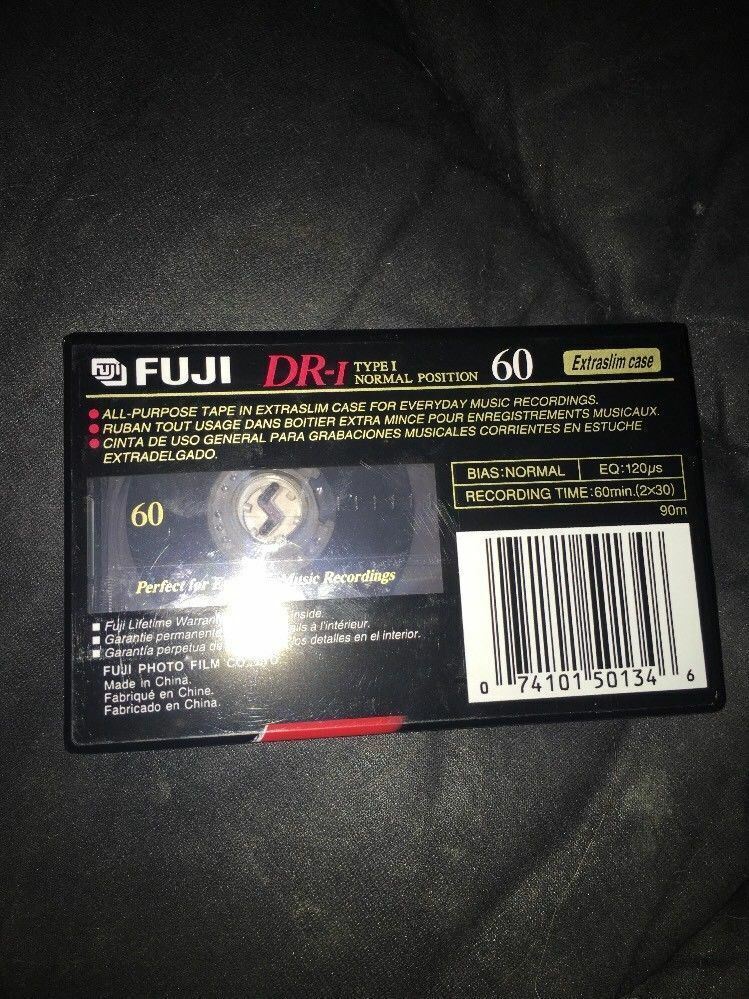 FUJI FUJI DR-I TYPE I NORMAL POSITION 60 Extraslim case
●ALL-PURPOSE TAPE IN EXTRASLIM CASE FOR EVERYDAY MUSIC RECORDINGS.
●RUBAN TOUT USAGE DANS BOITIER EXTRA MINCE POUR ENREGISTREMENTS MUSICAUX.
●CINTA DE USO GENERAL PARA GRABACIONES MUSICALES CORRIENTES EN ESTUCHE
EXTRADELGADO.
BIAS:NORMAL EQ:120μs
RECORDING TIME:60min.(2×30)
90m
60
Perfect for Music Recordings
■ Fuji Lifetime inside.
■ Garantie permanente à l'intérieur.
■ Garantía perpetua detalles en el interior.
FUJI PHOTO FILM
Made in China.
Fabriqué en Chine.
Fabricado en China.
0 74101 50134 6